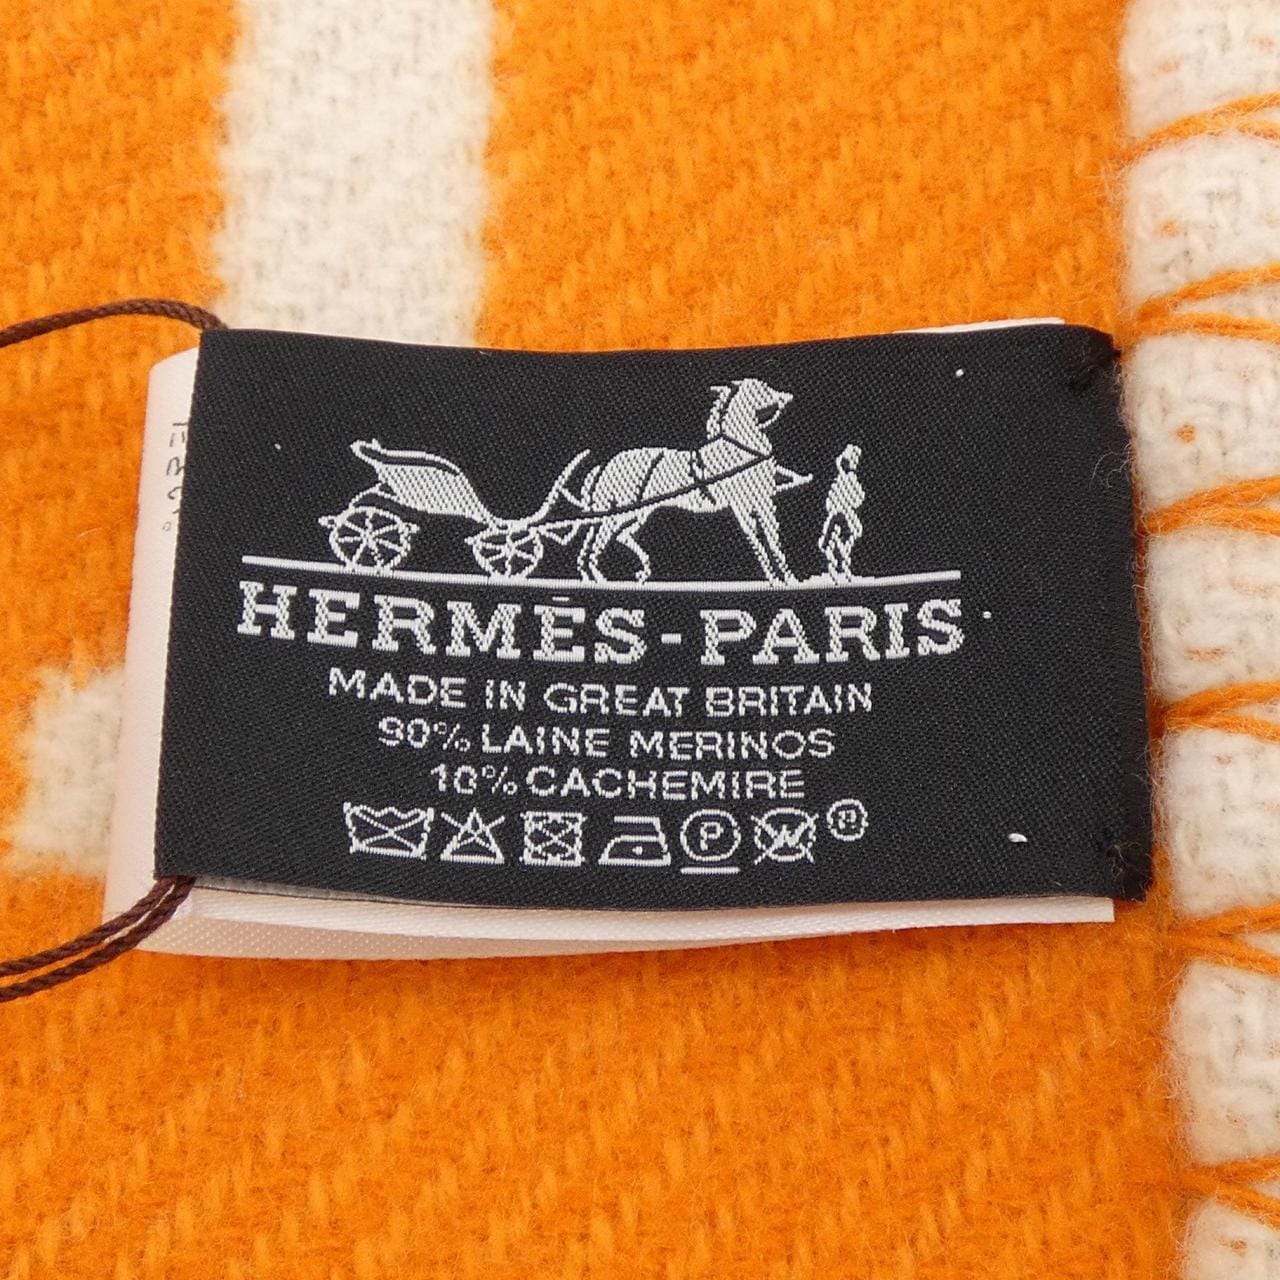 HERMÈS-PARIS
MADE IN GREAT BRITAIN
90% LAINE MERINOS
10% CACHEMIRE
P
W